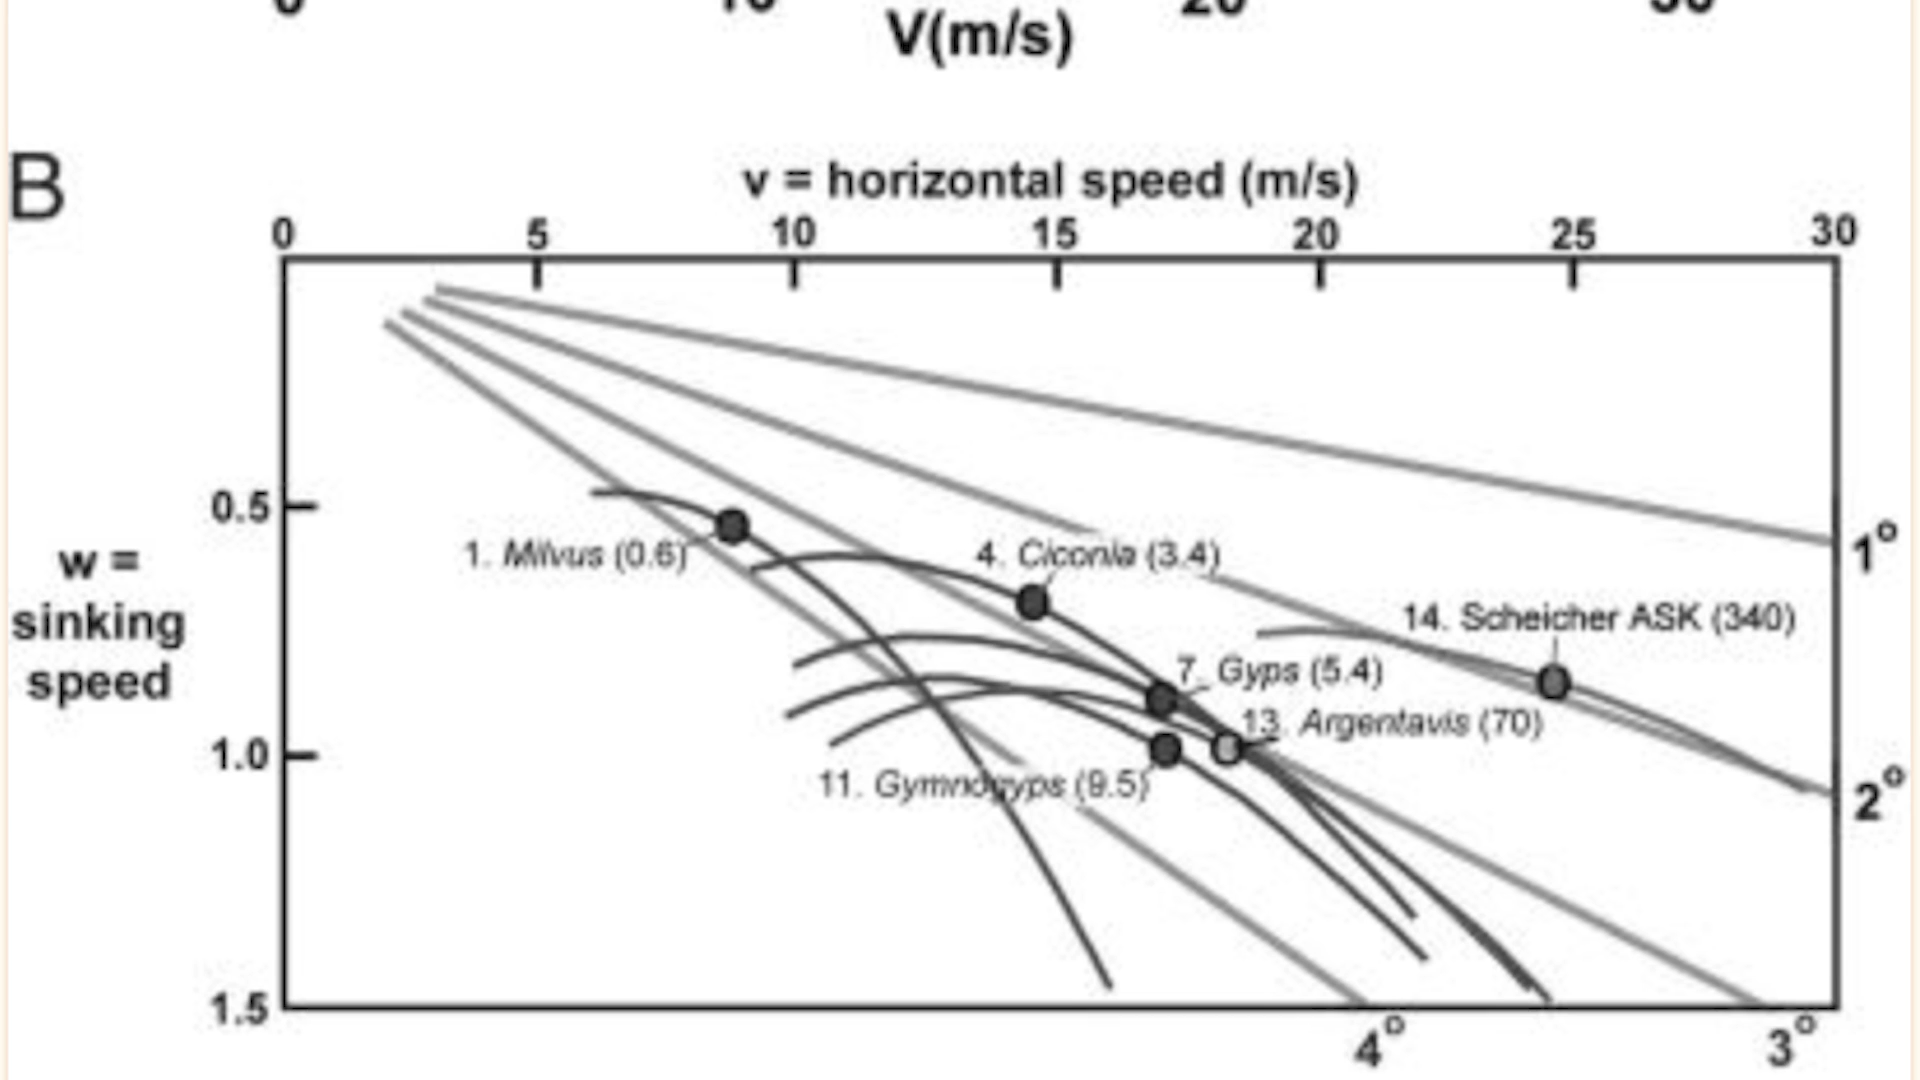 V(m/s)
B
v = horizontal speed (m/s)
0 5 10 15 20 25 30
0.5
1. Milvus (0.6)
4. Ciconia (3.4)
1°
w =
sinking
speed
14. Scheicher ASK (340)
7. Gyps (5.4)
13. Argentavis (70)
1.0
11. Gymnogyps (9.5)
2°
1.5
4°
3°